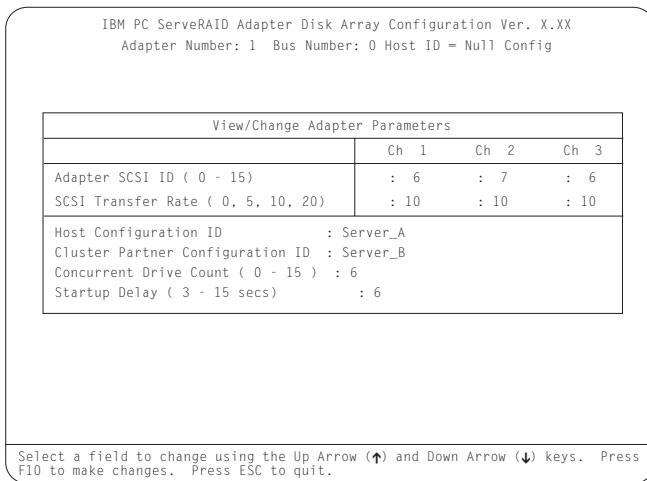 IBM PC ServeRAID Adapter Disk Array Configuration Ver. X.XX
Adapter Number: 1 Bus Number: 0 Host ID = Null Config
View/Change Adapter Parameters
Ch 1 Ch 2 Ch 3
Adapter SCSI ID ( 0 - 15) : 6 : 7 : 6
SCSI Transfer Rate ( 0, 5, 10, 20) : 10 : 10 : 10
Host Configuration ID : Server_A
Cluster Partner Configuration ID : Server_B
Concurrent Drive Count ( 0 - 15 ) : 6
Startup Delay ( 3 - 15 secs) : 6
Select a field to change using the Up Arrow (↑) and Down Arrow (↓) keys. Press
F10 to make changes. Press ESC to quit.